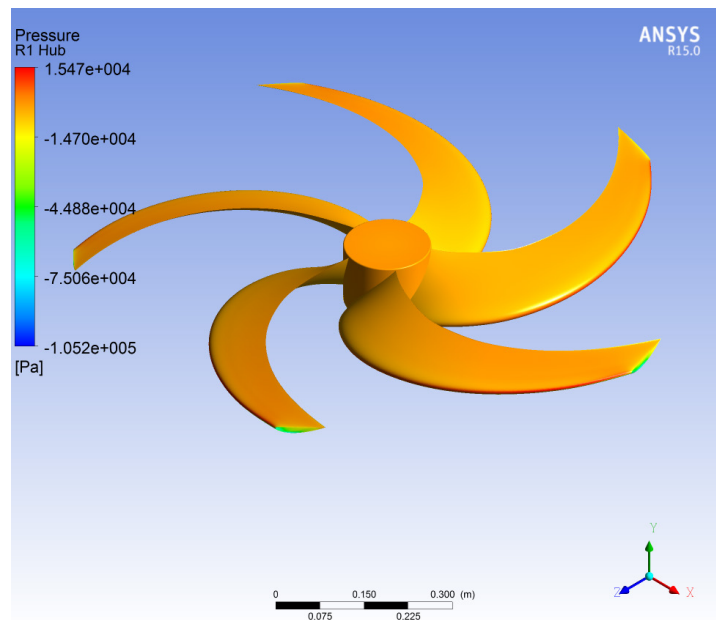 Pressure
R1 Hub
1.547e+004
-1.470e+004
-4.488e+004
-7.506e+004
-1.052e+005
[Pa]
ANSYS
R15.0
Y
Z
X
0 0.150 0.300 (m)
0.075 0.225